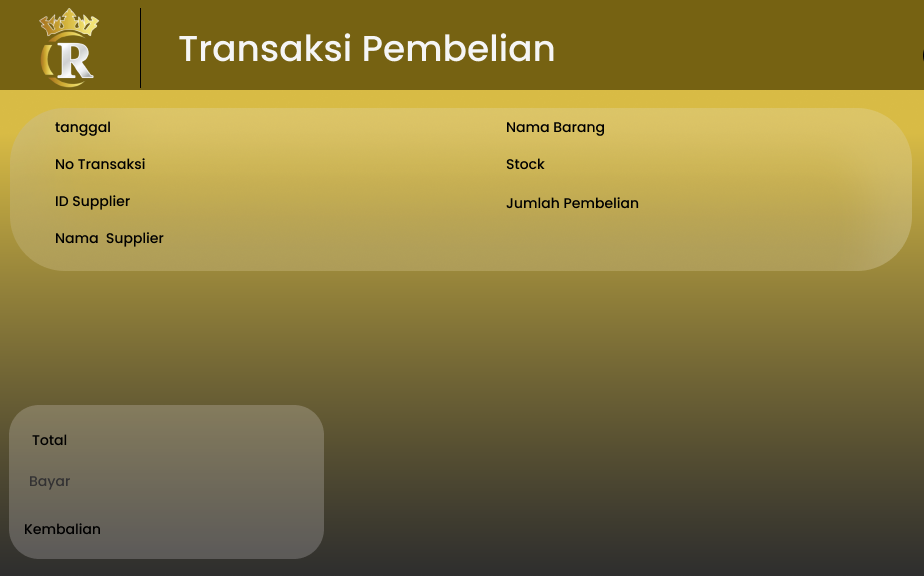 R
Transaksi Pembelian
tanggal
No Transaksi
ID Supplier
Nama  Supplier
Nama Barang
Stock
Jumlah Pembelian
Total
Bayar
Kembalian